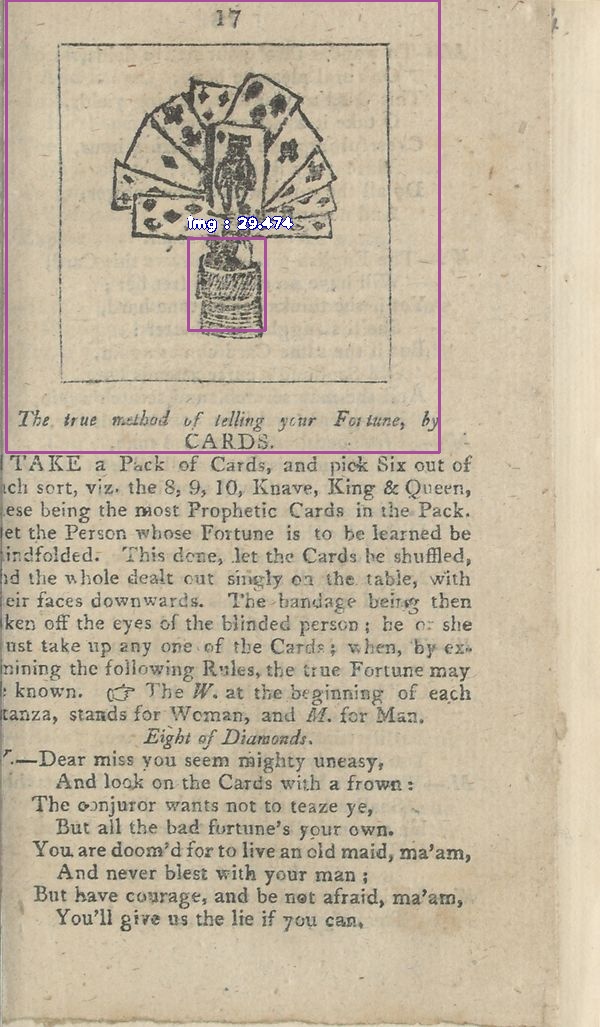 17
img : 29.474
The true method of telling your Fortune, by
CARDS.
TAKE a Pack of Cards, and pick Six out of
ach sort, viz. the 8, 9, 10, Knave, King & Queen,
ese being the most Prophetic Cards in the Pack.
et the Person whose Fortune is to be learned be
indfolded. This done, let the Cards be shuffled,
nd the whole dealt out singly on the table, with
eir faces downwards. The bandage being then
ken off the eyes of the blinded person; he or she
ust take up any one of the Cards; when, by ex-
mining the following Rules, the true Fortune may
e known. ☞ The W. at the beginning of each
tanza, stands for Woman, and M. for Man.
Eight of Diamonds.
.—Dear miss you seem mighty uneasy,
And look on the Cards with a frown:
The conjuror wants not to teaze ye,
But all the bad fortune's your own.
You are doom'd for to live an old maid, ma'am,
And never blest with your man;
But have courage, and be not afraid, ma'am,
You'll give us the lie if you can.